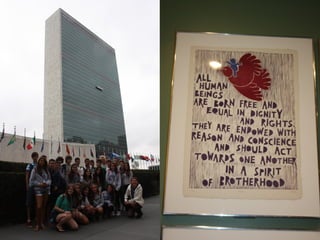 ALL
HUMAN
BEINGS
ARE BORN FREE AND
EQUAL IN DIGNITY
AND RIGHTS.
THEY ARE ENDOWED WITH
REASON AND CONSCIENCE
AND SHOULD ACT
TOWARDS ONE ANOTHER
IN A SPIRIT
OF BROTHERHOOD